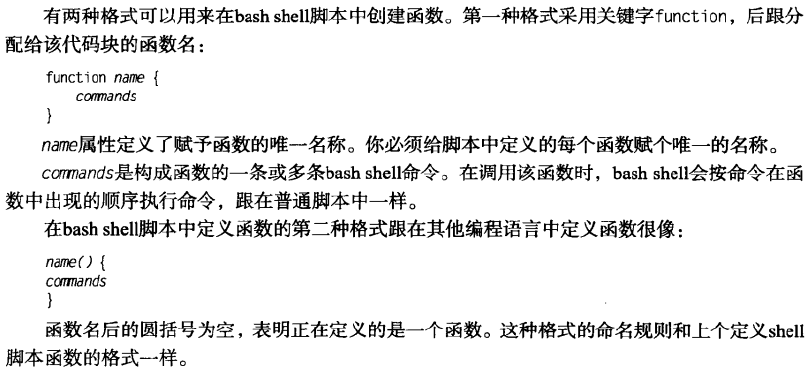 有两种格式可以用来在bash shell脚本中创建函数。第一种格式采用关键字function，后跟分
配给该代码块的函数名：
function name {
commands
}
name属性定义了赋予函数的唯一名称。你必须给脚本中定义的每个函数赋个唯一的名称。
commands是构成函数的一条或多条bash shell命令。在调用该函数时，bash shell会按命令在函
数中出现的顺序执行命令，跟在普通脚本中一样。
在bash shell脚本中定义函数的第二种格式跟在其他编程语言中定义函数很像：
name() {
commands
}
函数名后的圆括号为空，表明正在定义的是一个函数。这种格式的命名规则和上个定义shell
脚本函数的格式一样。